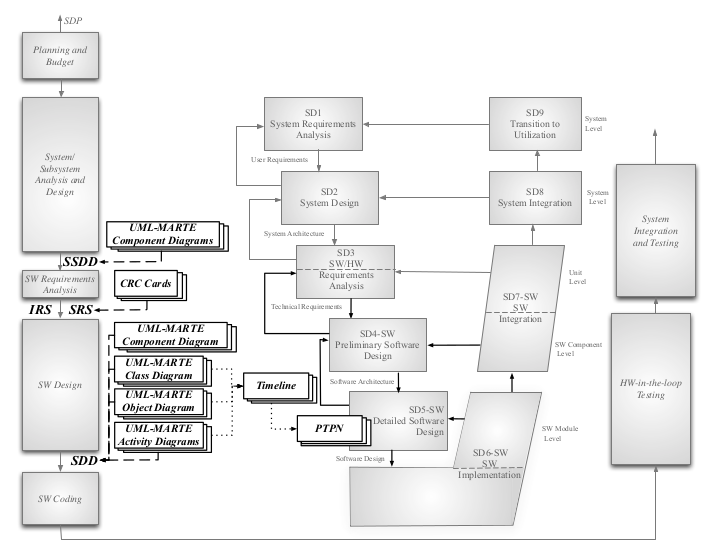 SDP
Planning and
Budget
System/
Subsystem
Analysis and
Design
UML-MARTE
Component Diagrams
SSDD
SW Requirements
Analysis
CRC Cards
IRS SRS
UML-MARTE
Component Diagram
UML-MARTE
Class Diagram
UML-MARTE
Object Diagram
UML-MARTE
Activity Diagrams
SW Design
SDD
SW Coding
Timeline
PTPN
SD1
System Requirements
Analysis
User Requirements
SD2
System Design
System Architecture
SD3
SW/HW
Requirements
Analysis
Technical Requirements
SD4-SW
Preliminary Software
Design
Software Architecture
SD5-SW
Detailed Software
Design
Software Design
SD9
Transition to
Utilization
System
Level
SD8
System Integration
System
Level
SD7-SW
SW
Integration
Unit
Level
SW Component
Level
SD6-SW
SW
Implementation
SW Module
Level
System
Integration
and Testing
HW-in-the-loop
Testing